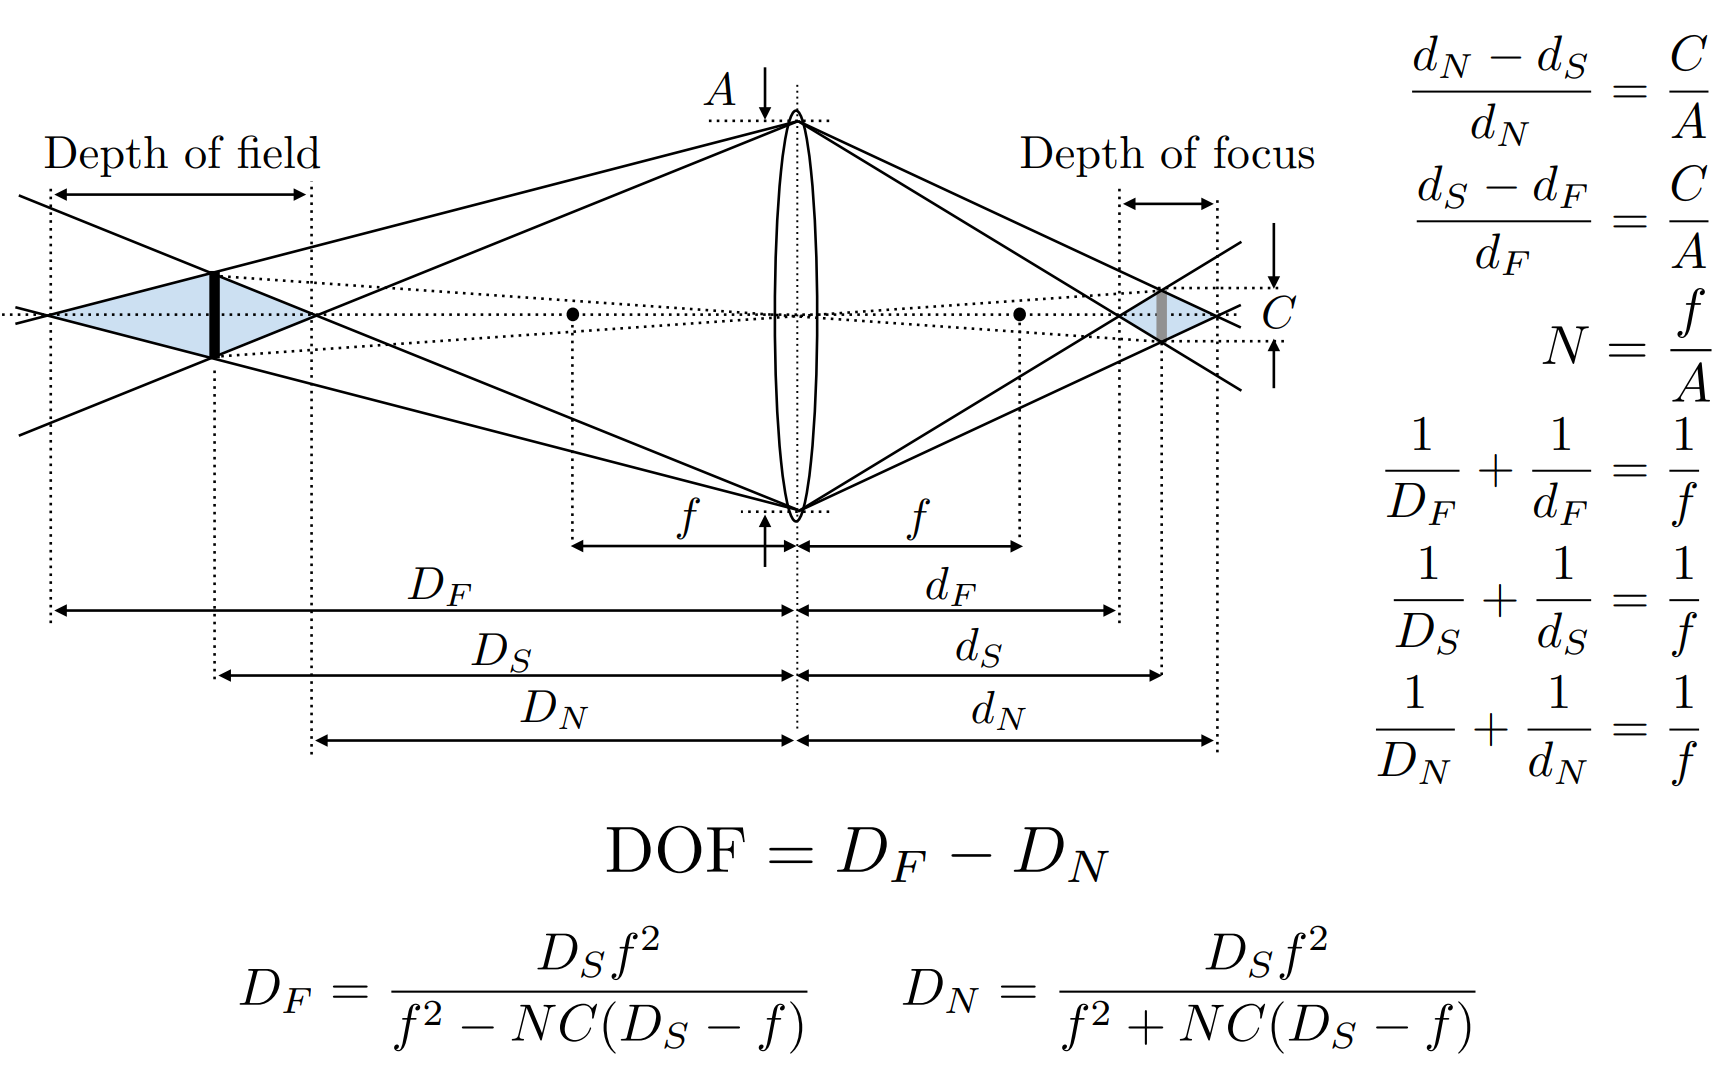 A
Depth of field
Depth of focus
C
f
f
D_F
d_F
D_S
d_S
D_N
d_N
\frac{d_N - d_S}{d_N} = \frac{C}{A}
\frac{d_S - d_F}{d_F} = \frac{C}{A}
N = \frac{f}{A}
\frac{1}{D_F} + \frac{1}{d_F} = \frac{1}{f}
\frac{1}{D_S} + \frac{1}{d_S} = \frac{1}{f}
\frac{1}{D_N} + \frac{1}{d_N} = \frac{1}{f}
DOF = D_F - D_N
D_F = \frac{D_S f^2}{f^2 - NC(D_S - f)}
D_N = \frac{D_S f^2}{f^2 + NC(D_S - f)}